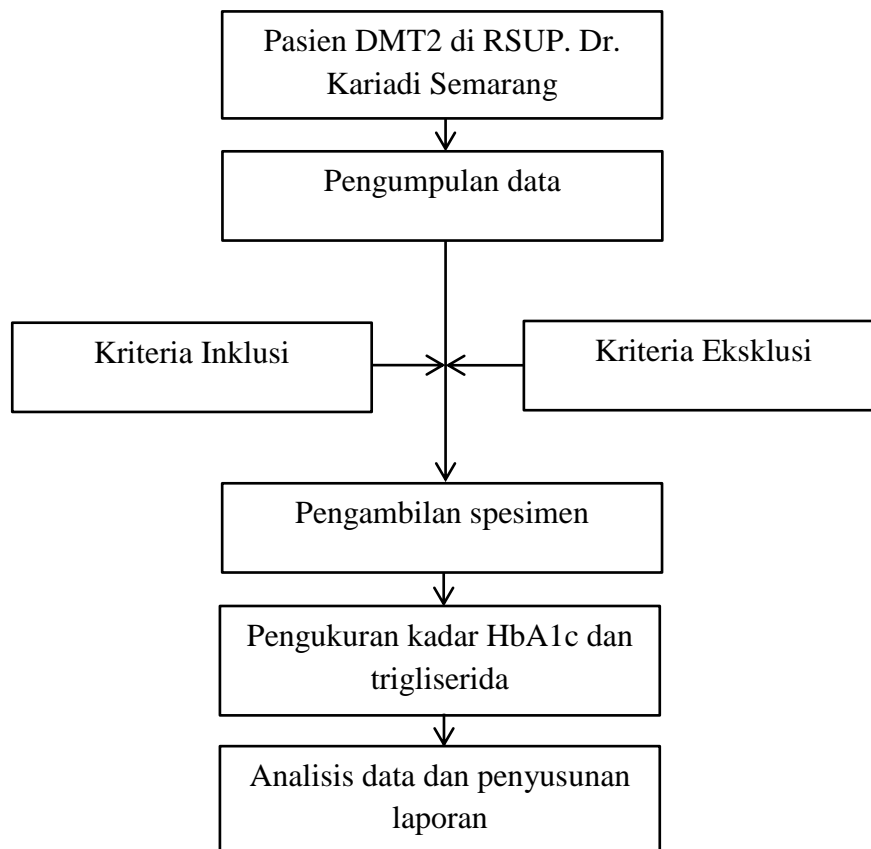 Pasien DMT2 di RSUP. Dr.
Kariadi Semarang
Pengumpulan data
Kriteria Inklusi
Kriteria Eksklusi
Pengambilan spesimen
Pengukuran kadar HbA1c dan
trigliserida
Analisis data dan penyusunan
laporan